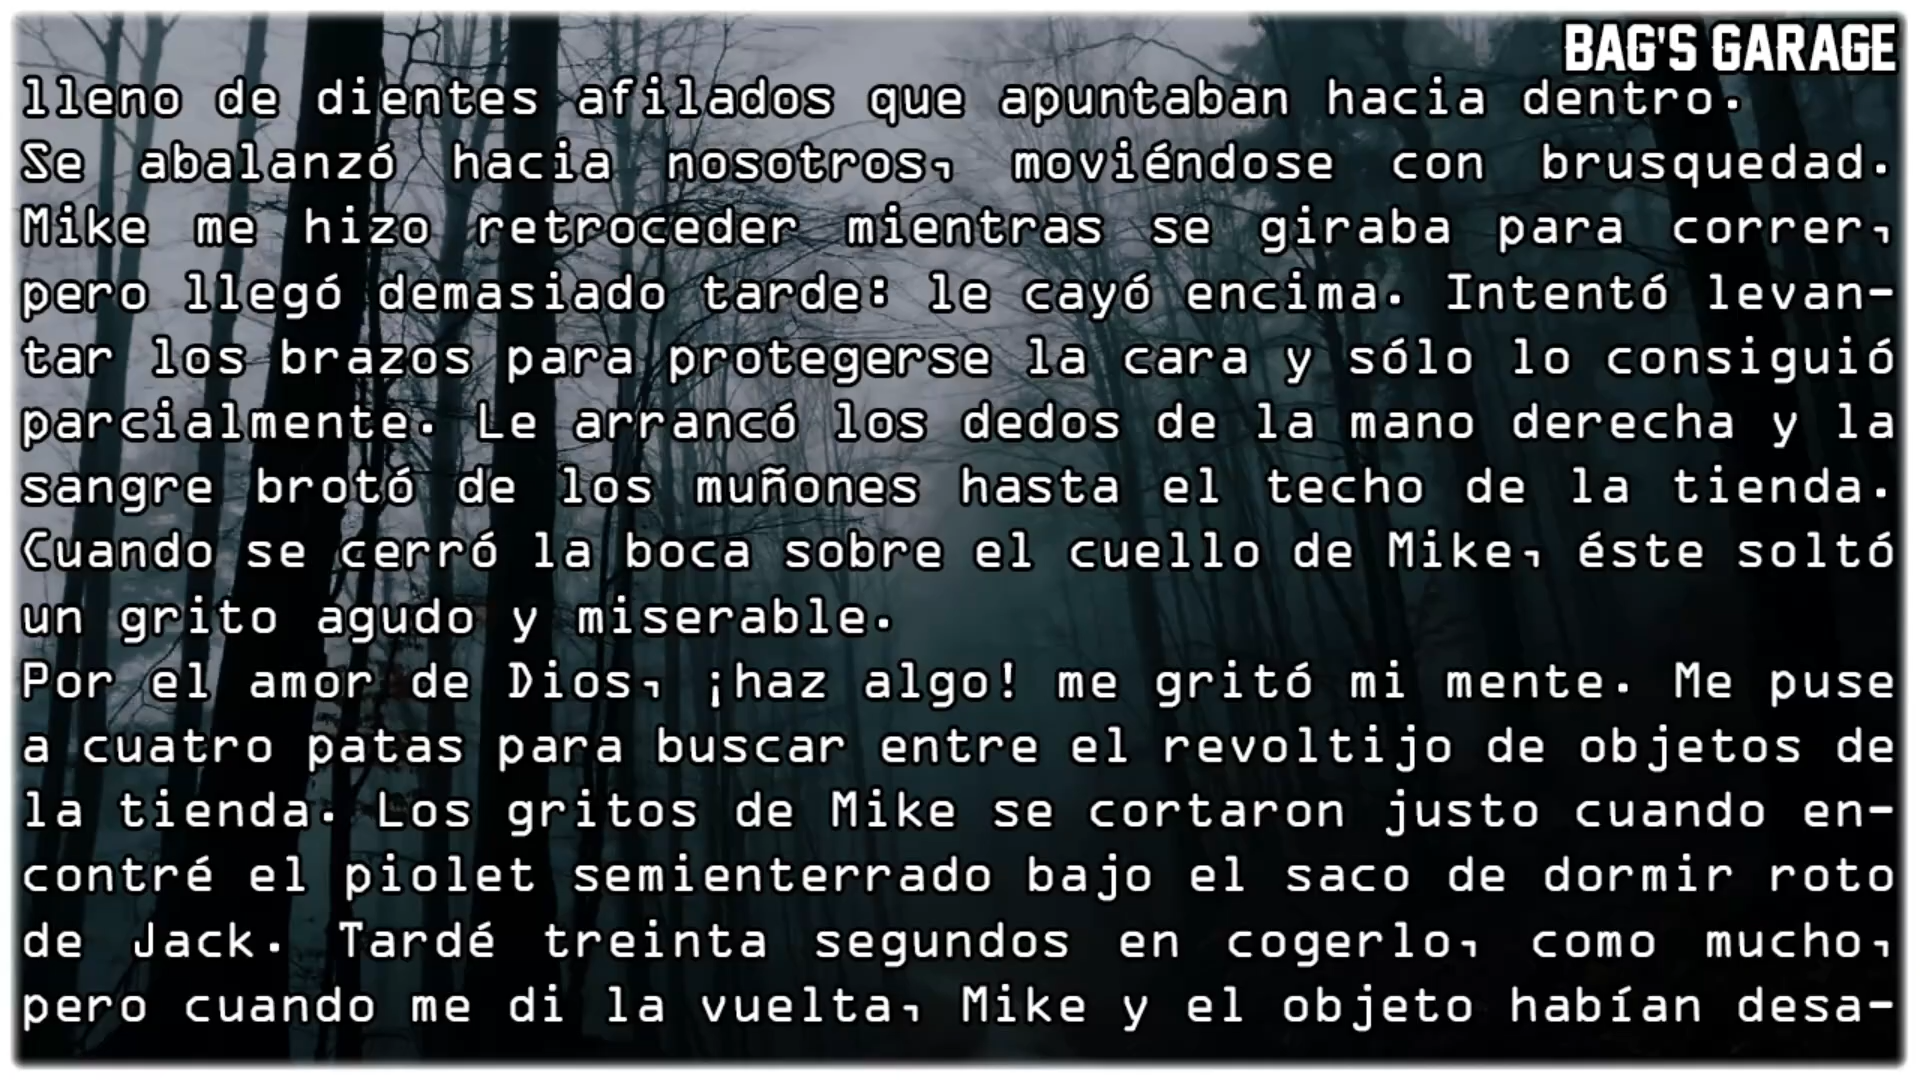 BAG'S GARAGE
lleno de dientes afilados que apuntaban hacia dentro.
Se abalanzó hacia nosotros, moviéndose con brusquedad.
Mike me hizo retroceder mientras se giraba para correr,
pero llegó demasiado tarde: le cayó encima. Intentó levan-
tar los brazos para protegerse la cara y sólo lo consiguió
parcialmente. Le arrancó los dedos de la mano derecha y la
sangre brotó de los muñones hasta el techo de la tienda.
Cuando se cerró la boca sobre el cuello de Mike, éste soltó
un grito agudo y miserable.
Por el amor de Dios, ¡haz algo! me gritó mi mente. Me puse
a cuatro patas para buscar entre el revoltijo de objetos de
la tienda. Los gritos de Mike se cortaron justo cuando en-
contré el piolet semienterrado bajo el saco de dormir roto
de Jack. Tardé treinta segundos en cogerlo, como mucho,
pero cuando me di la vuelta, Mike y el objeto habían desa-